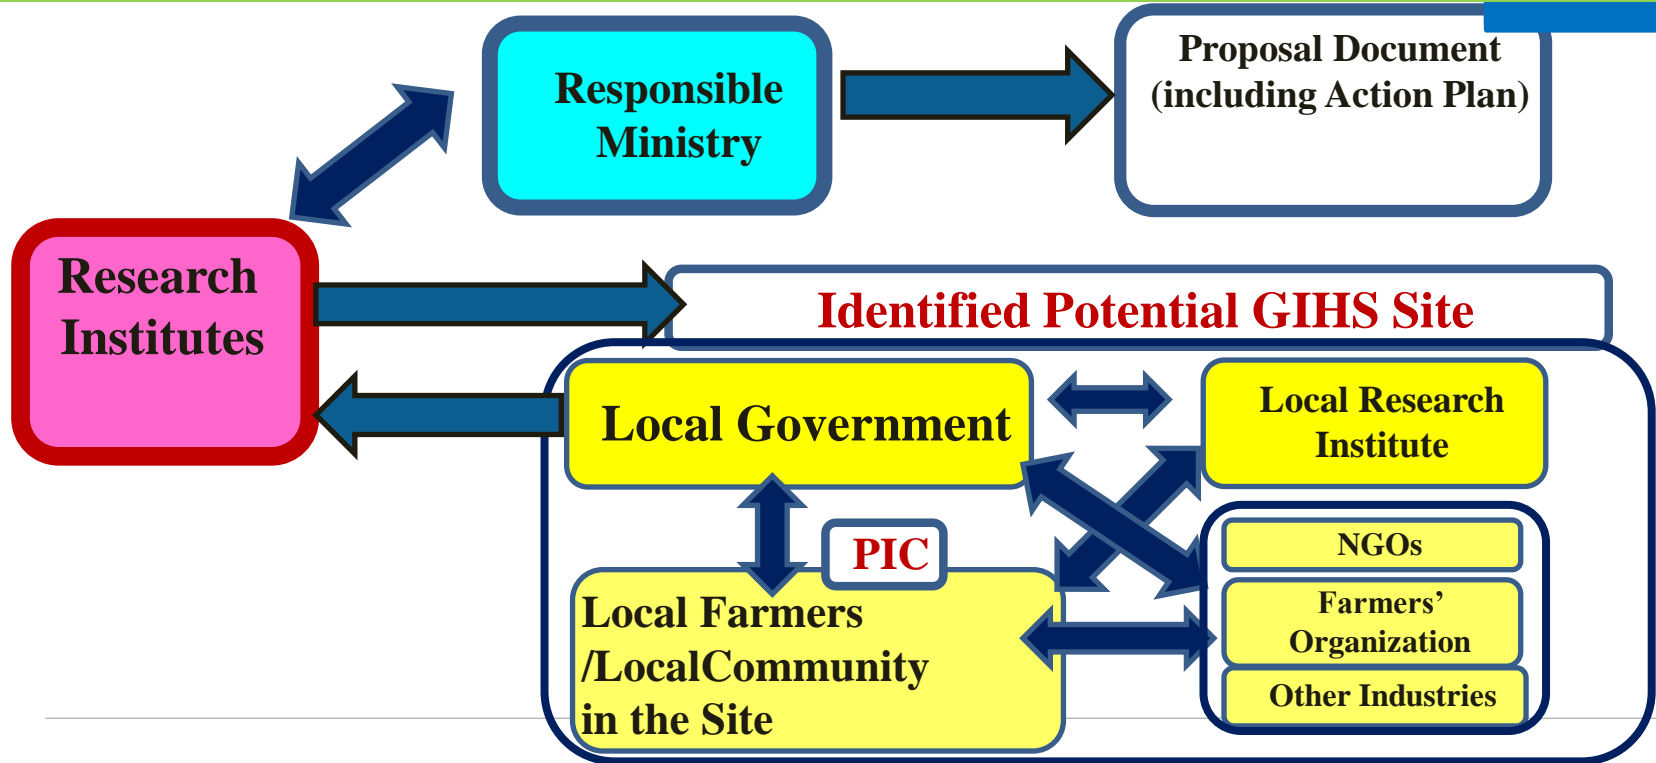 Responsible
Ministry
Proposal Document
(including Action Plan)
Research
Institutes
Identified Potential GIHS Site
Local Government
Local Research
Institute
PIC
NGOs
Farmers’
Organization
Other Industries
Local Farmers
/LocalCommunity
in the Site